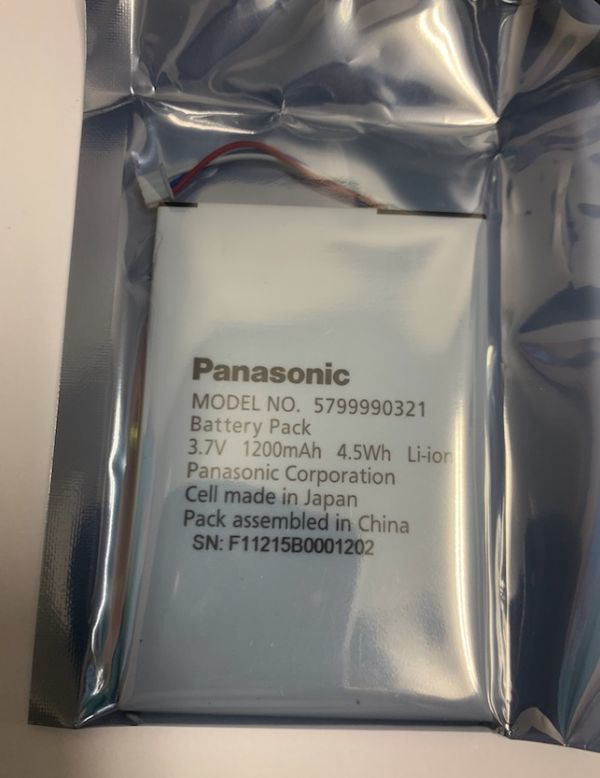 Panasonic
MODEL NO. 5799990321
Battery Pack
3.7V 1200mAh 4.5Wh Li-ion
Panasonic Corporation
Cell made in Japan
Pack assembled in China
SN: F11215B0001202